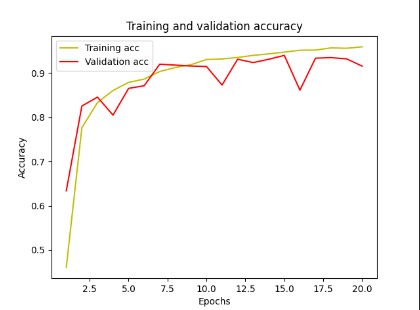 Training and validation accuracy
Training acc
Validation acc
Accuracy
0.9
0.8
0.7
0.6
0.5
2.5 5.0 7.5 10.0 12.5 15.0 17.5 20.0
Epochs